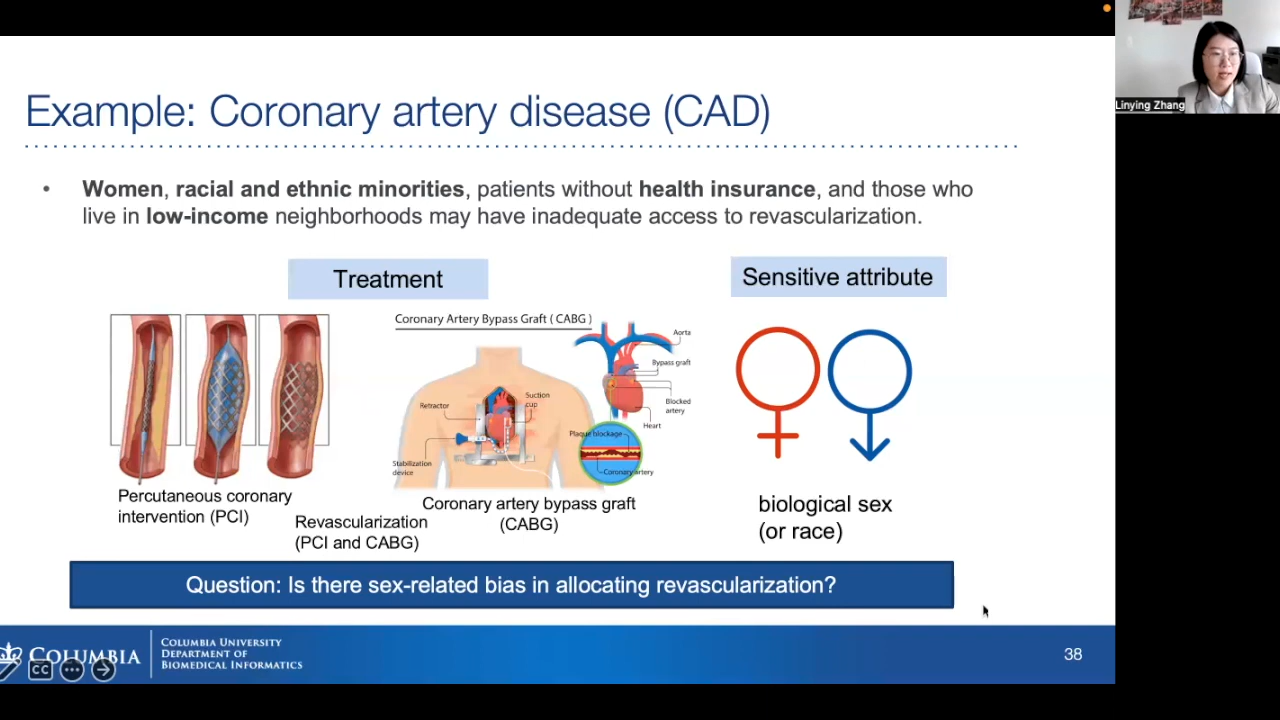 Linying Zhang
Example: Coronary artery disease (CAD)
• Women, racial and ethnic minorities, patients without health insurance, and those who
live in low-income neighborhoods may have inadequate access to revascularization.
Treatment
Sensitive attribute
Coronary Artery Bypass Graft ( CABG )
Aorta
Bypass graft
Blocked
artery
Heart
Retractor
Suction
cup
Stabilization
device
Plaque blockage
Coronary artery
Percutaneous coronary
intervention (PCI)
Revascularization
(PCI and CABG)
Coronary artery bypass graft
(CABG)
biological sex
(or race)
Question: Is there sex-related bias in allocating revascularization?
COLUMBIA
COLUMBIA UNIVERSITY
DEPARTMENT OF
BIOMEDICAL INFORMATICS
CC
38